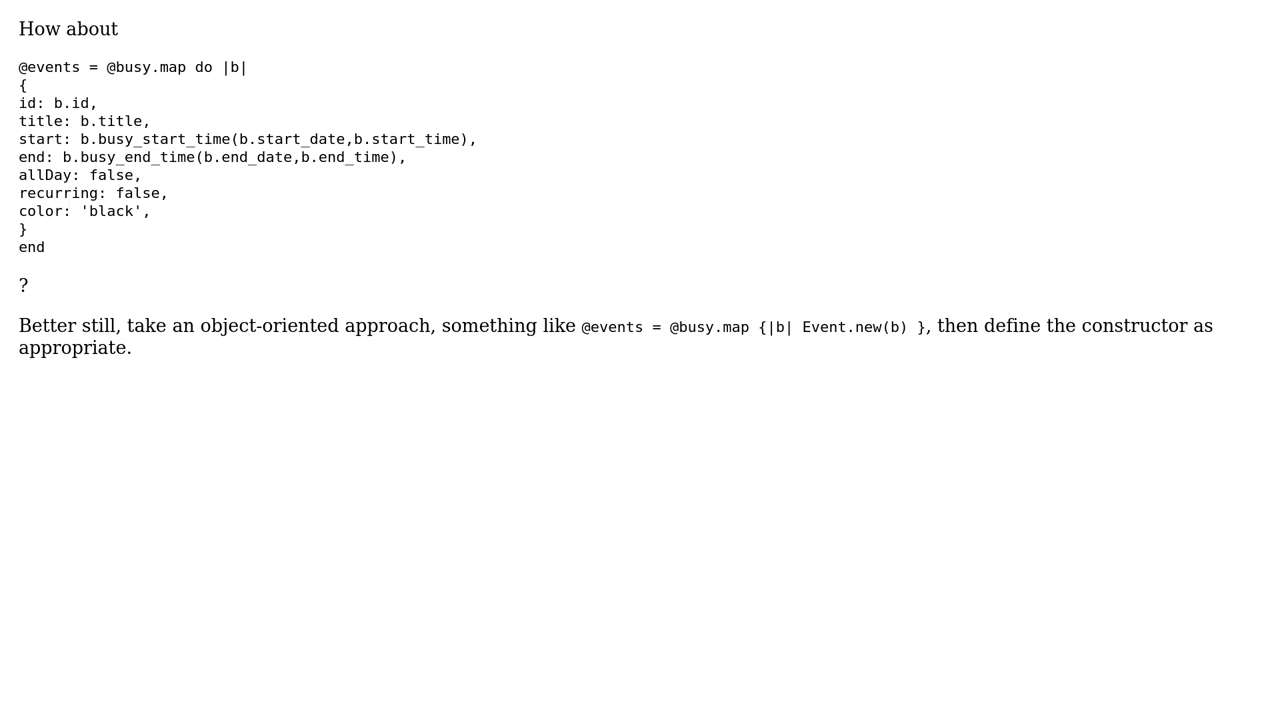 How about
@events = @busy.map do |b|
{
id: b.id,
title: b.title,
start: b.busy_start_time(b.start_date,b.start_time),
end: b.busy_end_time(b.end_date,b.end_time),
allDay: false,
recurring: false,
color: 'black',
}
end
?
Better still, take an object-oriented approach, something like @events = @busy.map {|b| Event.new(b) }, then define the constructor as
appropriate.